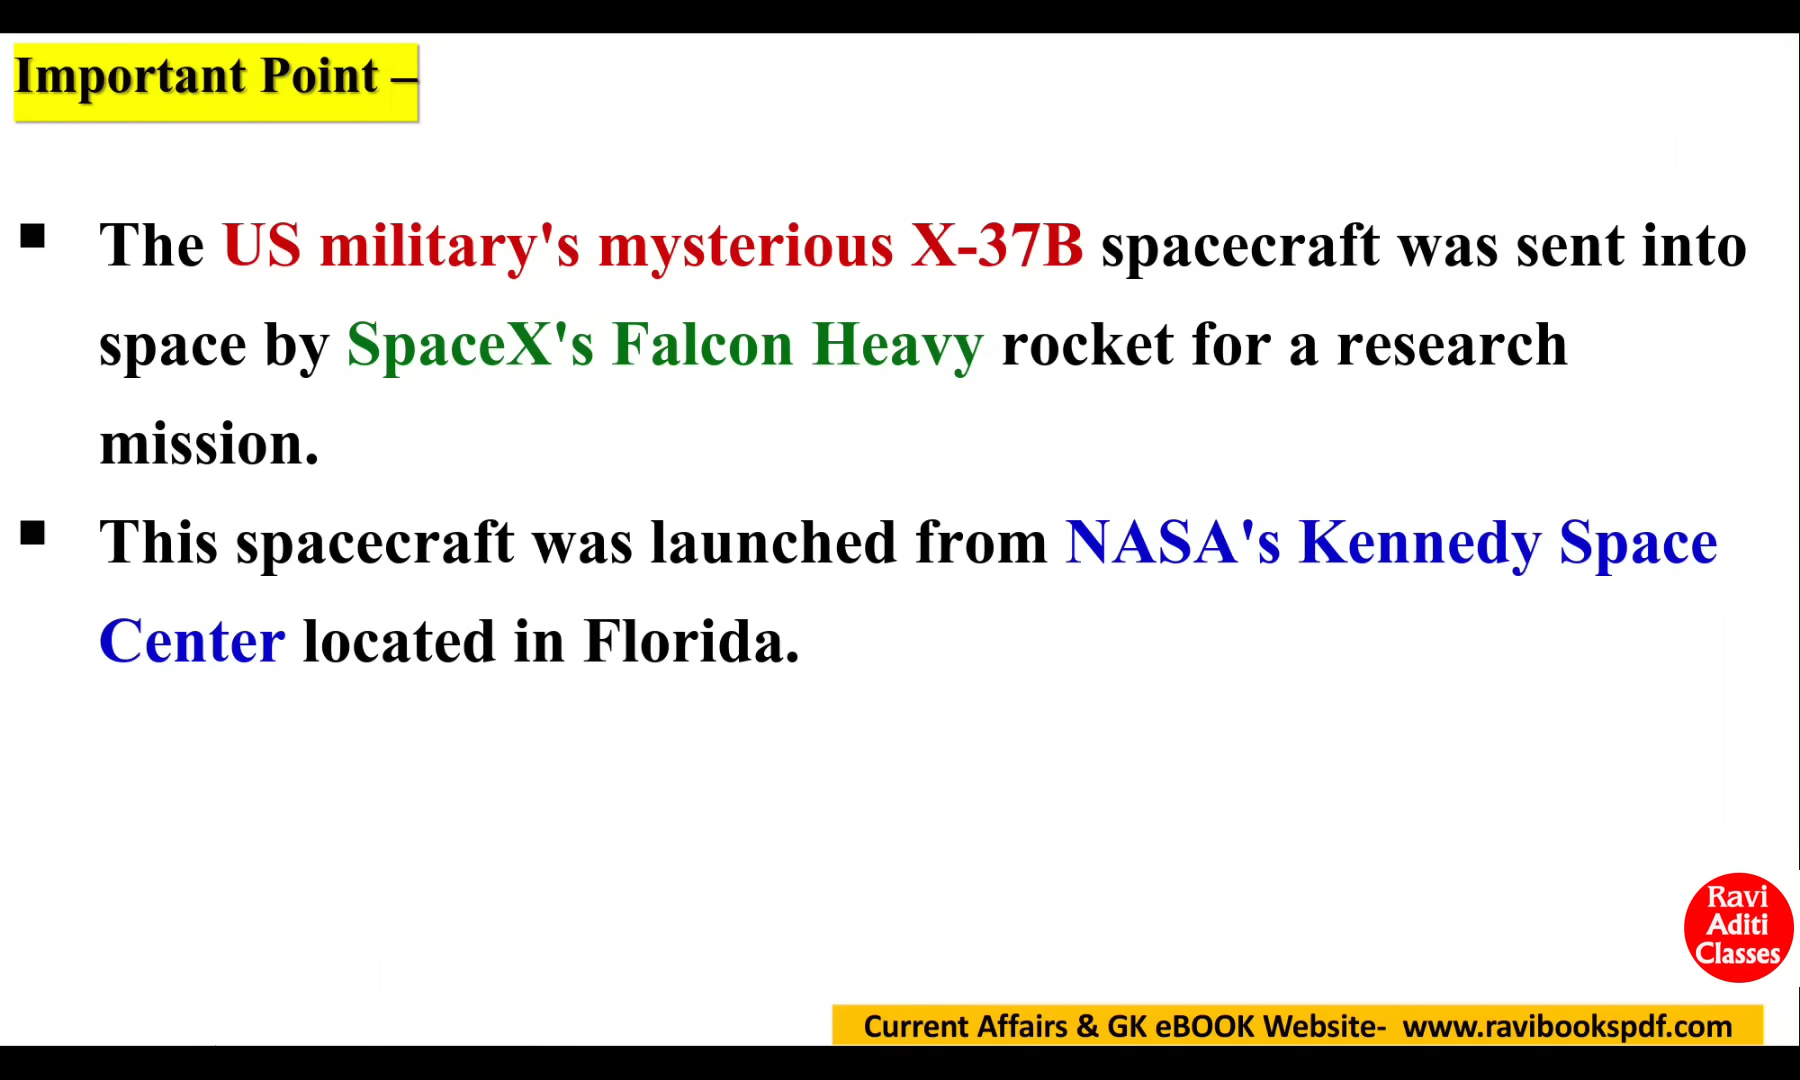 Important Point –
▪ The US military's mysterious X-37B spacecraft was sent into
space by SpaceX's Falcon Heavy rocket for a research
mission.
▪ This spacecraft was launched from NASA's Kennedy Space
Center located in Florida.
Ravi
Aditi
Classes
Current Affairs & GK eBOOK Website- www.ravibookspdf.com